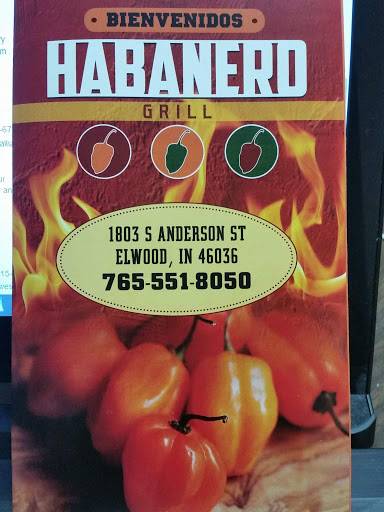 • BIENVENIDOS •
HABANERO
GRILL
1803 S ANDERSON ST
ELWOOD, IN 46036
765-551-8050